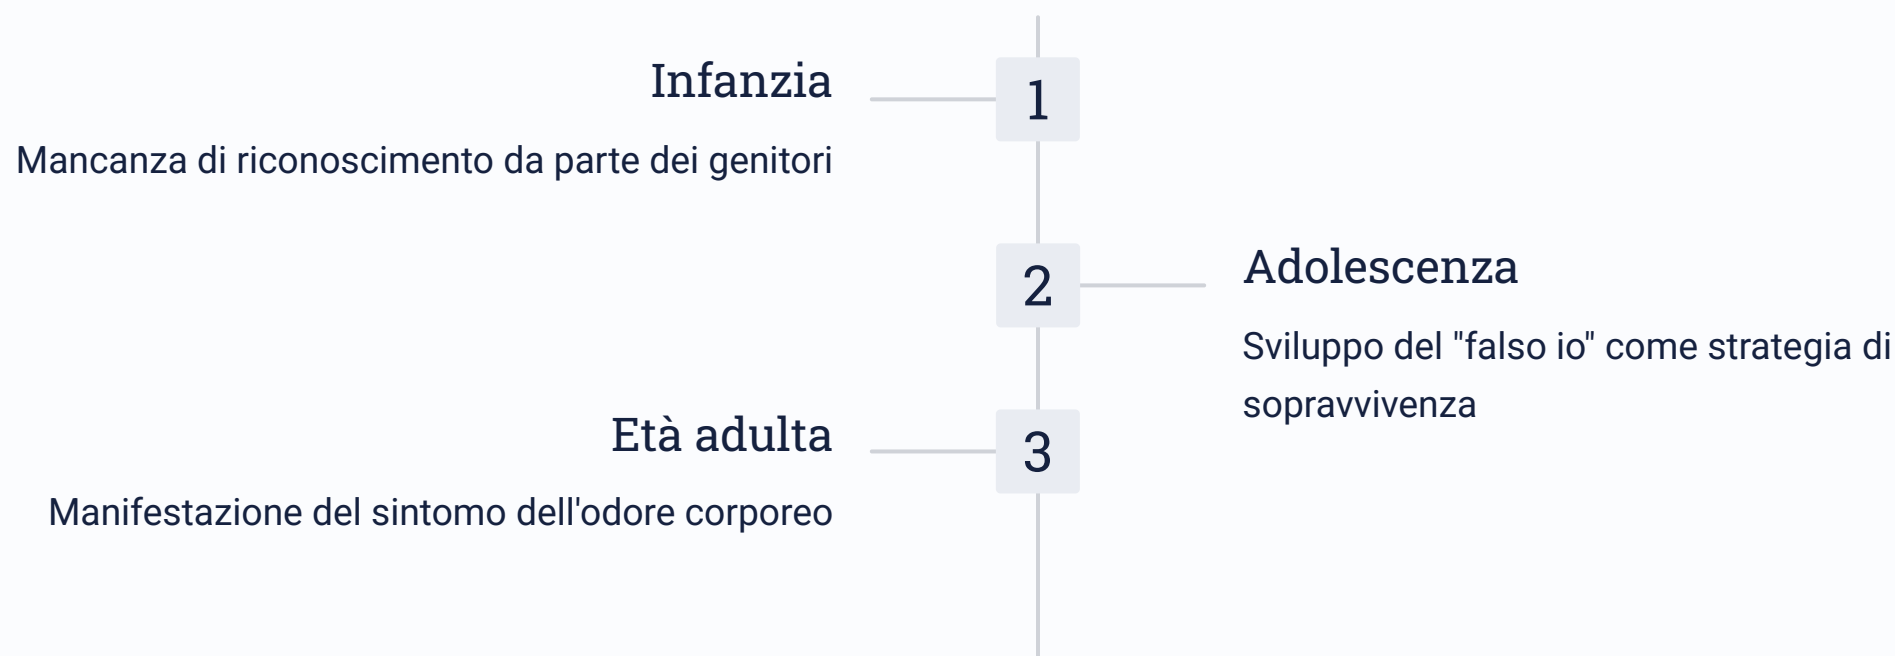 Infanzia
1
Mancanza di riconoscimento da parte dei genitori
2
Adolescenza
Sviluppo del "falso io" come strategia di
sopravvivenza
Età adulta
3
Manifestazione del sintomo dell'odore corporeo